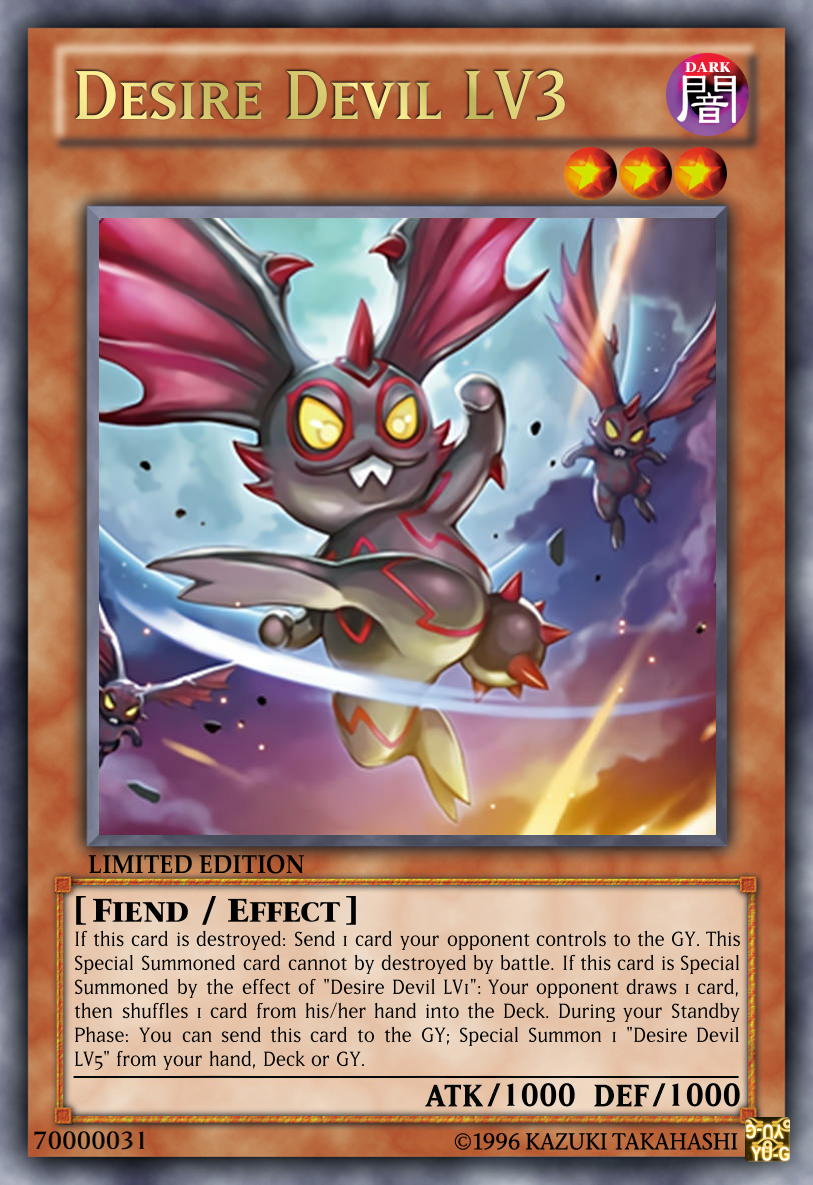 DESIRE DEVIL LV3
DARK
闇
LIMITED EDITION
[ FIEND / EFFECT ]
If this card is destroyed: Send 1 card your opponent controls to the GY. This
Special Summoned card cannot by destroyed by battle. If this card is Special
Summoned by the effect of "Desire Devil LV1": Your opponent draws 1 card,
then shuffles 1 card from his/her hand into the Deck. During your Standby
Phase: You can send this card to the GY; Special Summon 1 "Desire Devil
LV5" from your hand, Deck or GY.
ATK/1000 DEF/1000
70000031
©1996 KAZUKI TAKAHASHI